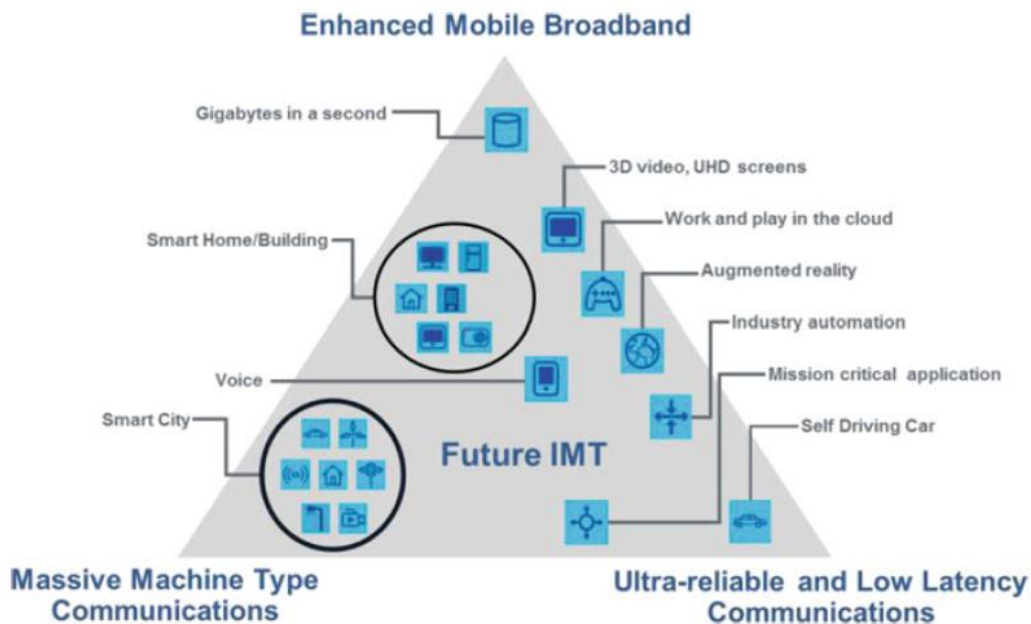 Enhanced Mobile Broadband
Gigabytes in a second
3D video, UHD screens
Work and play in the cloud
Smart Home/Building
Augmented reality
Industry automation
Voice
Mission critical application
Smart City
Self Driving Car
Future IMT
Massive Machine Type
Communications
Ultra-reliable and Low Latency
Communications